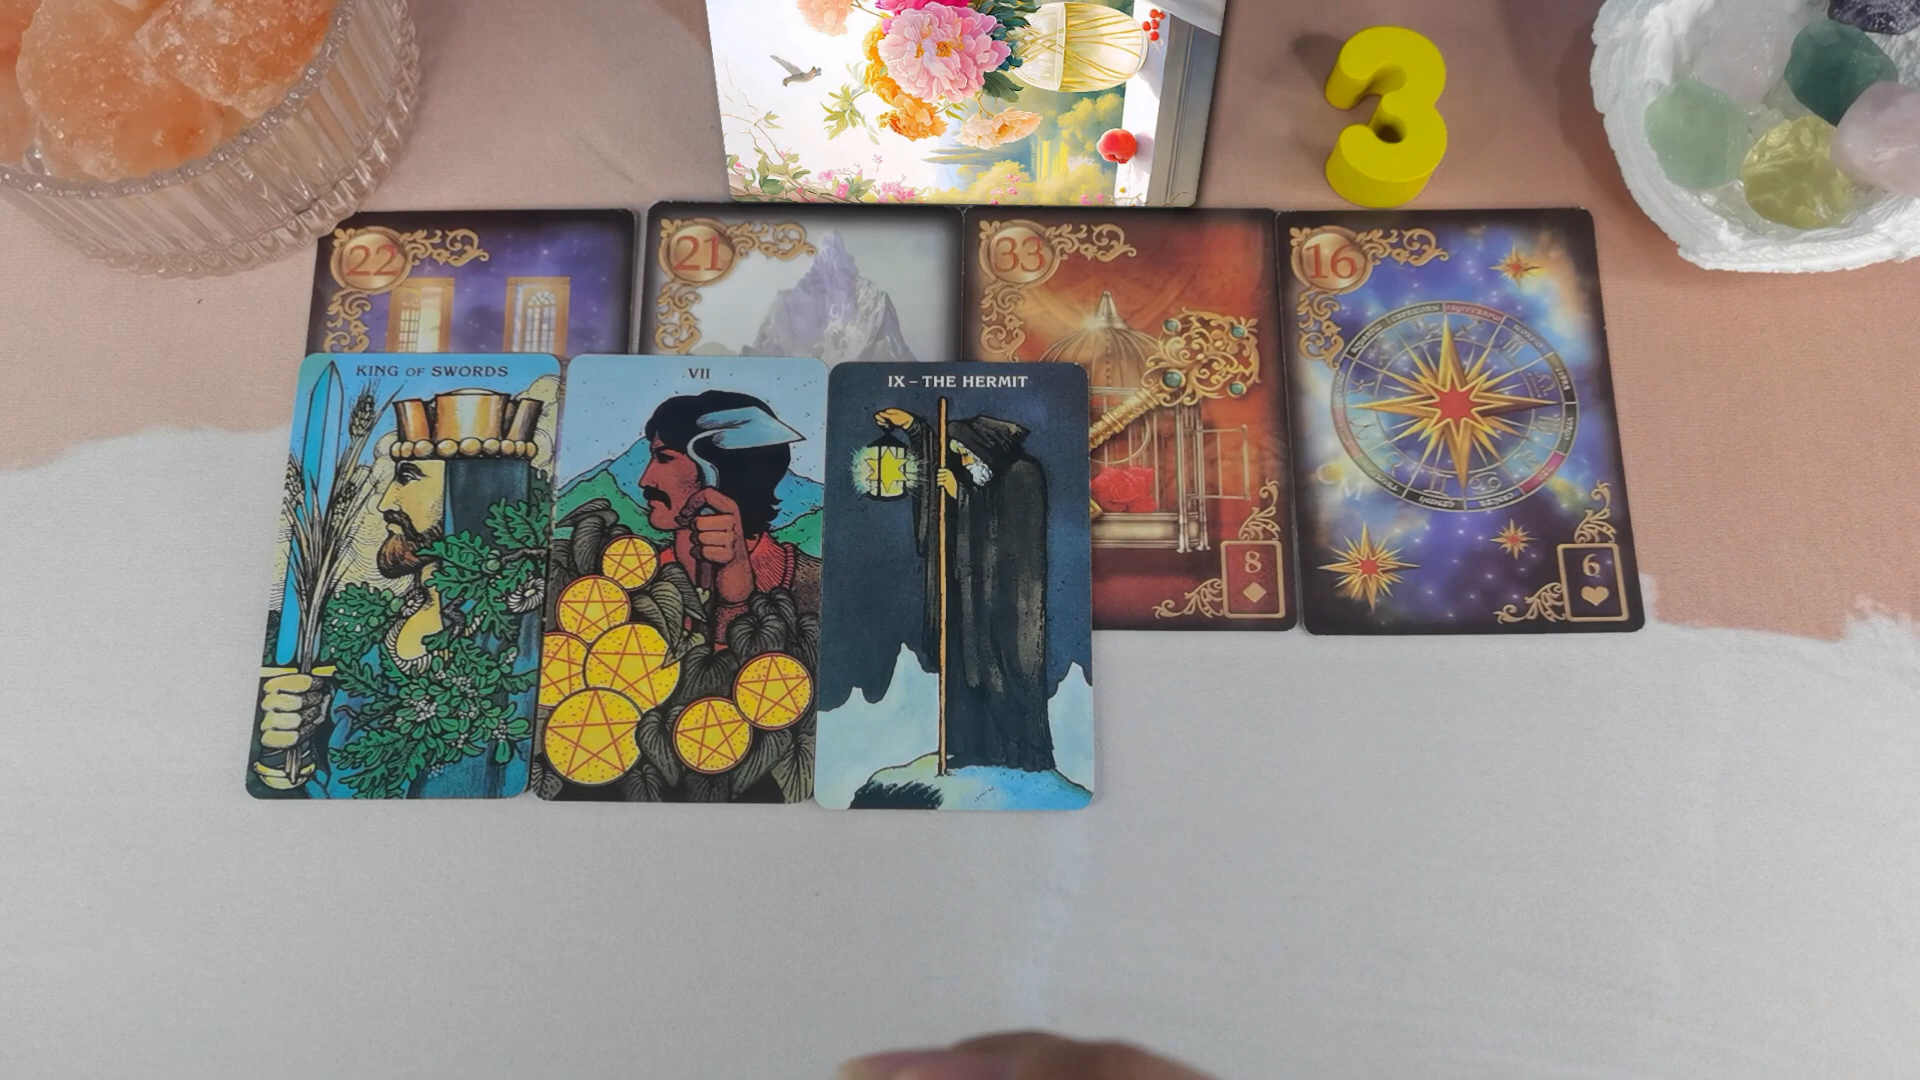 3
22
21
33
16
KING OF SWORDS
VII
IX – THE HERMIT
8
6